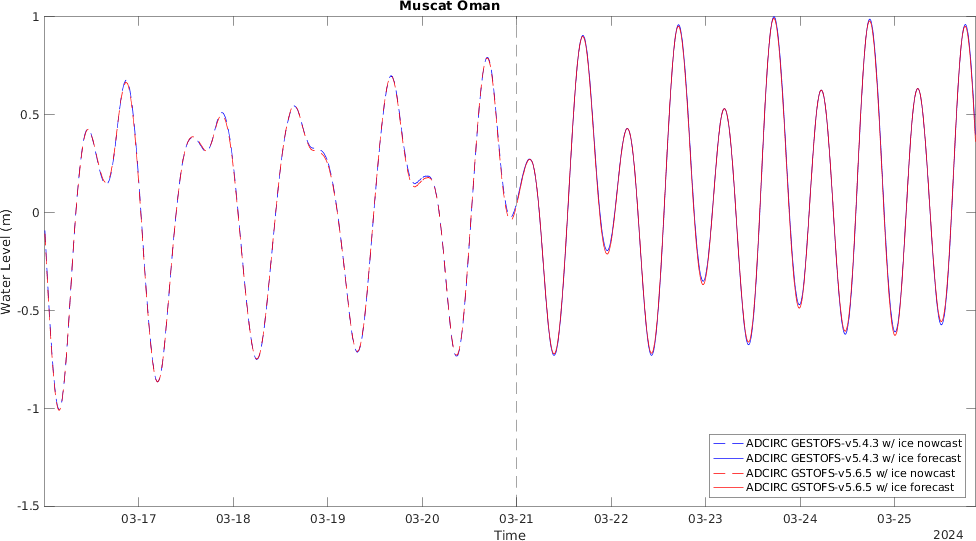 Muscat Oman
1
0.5
0
-0.5
-1
-1.5
Water Level (m)
ADCIRC GESTOFS-v5.4.3 w/ ice nowcast
ADCIRC GESTOFS-v5.4.3 w/ ice forecast
ADCIRC GSTOFS-v5.6.5 w/ ice nowcast
ADCIRC GSTOFS-v5.6.5 w/ ice forecast
03-17 03-18 03-19 03-20 03-21 03-22 03-23 03-24 03-25
Time
2024